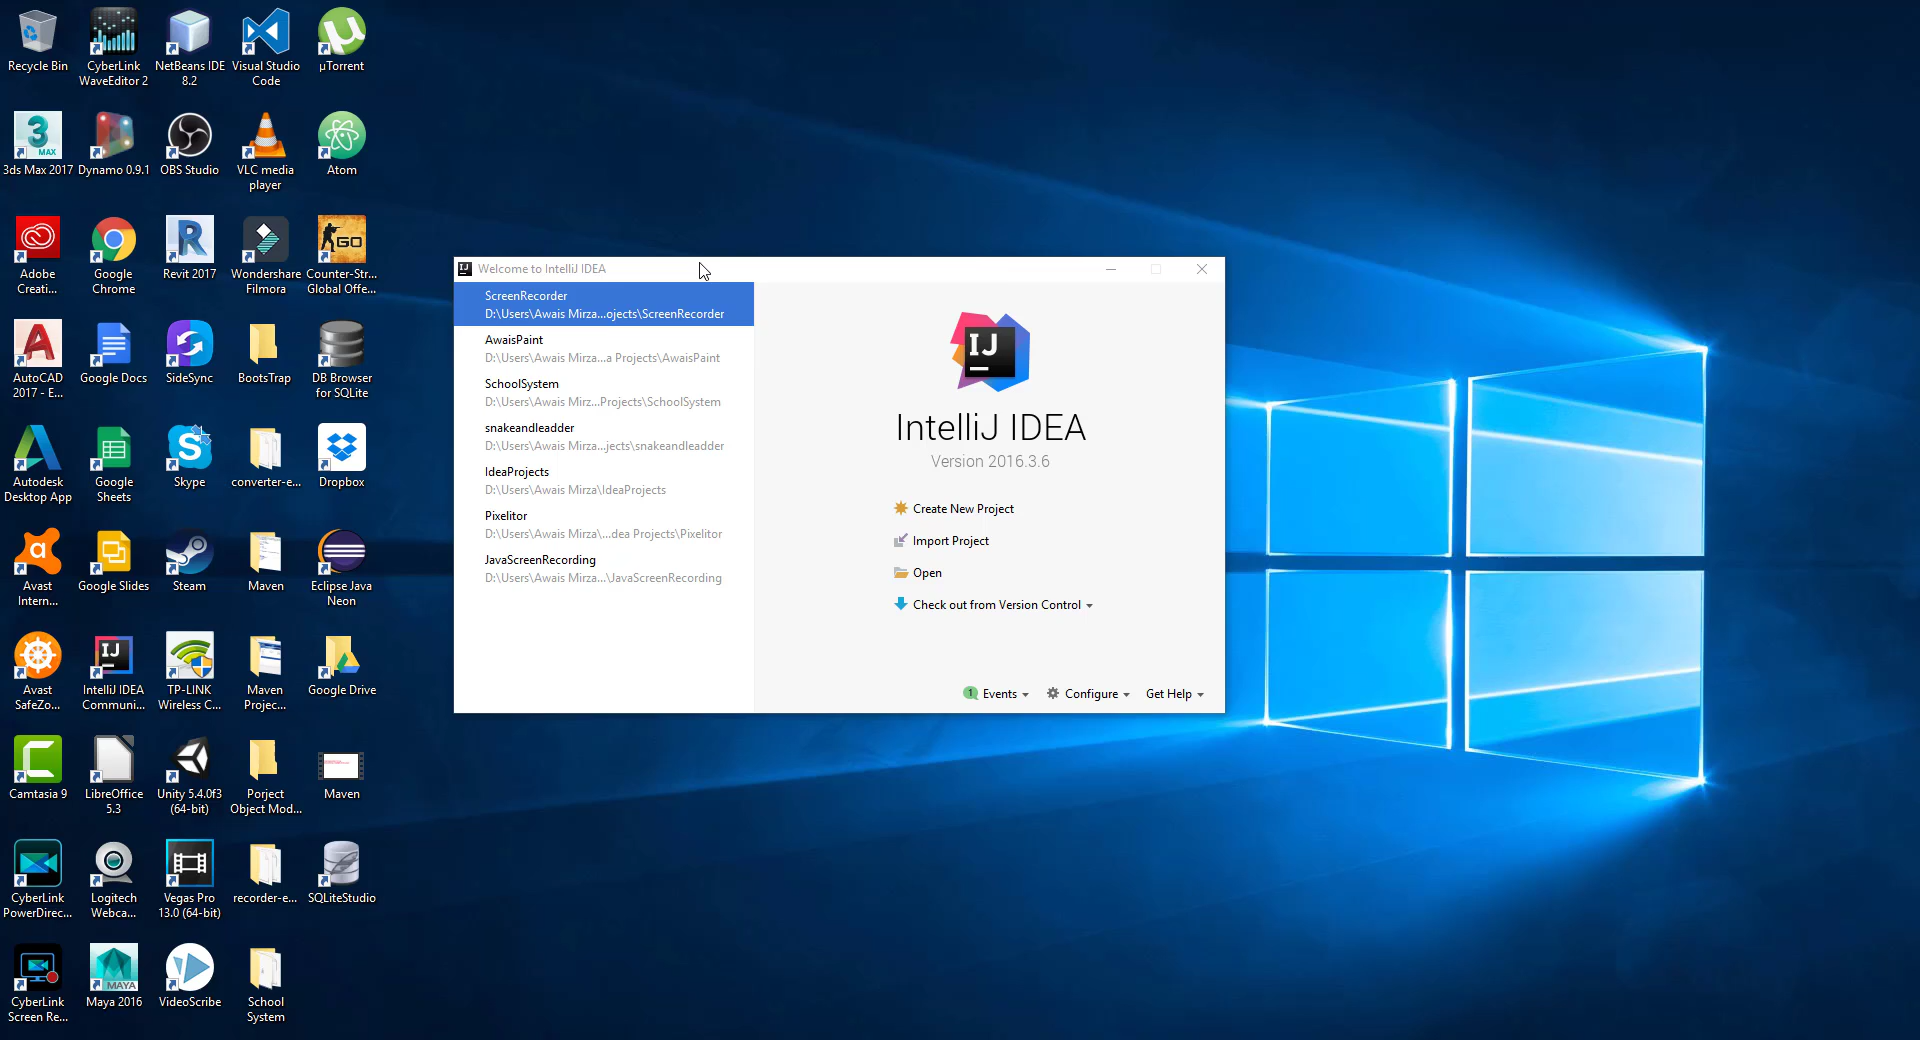 Recycle Bin
CyberLink
WaveEditor 2
NetBeans IDE
8.2
Visual Studio
Code
µTorrent
3ds Max 2017
Dynamo 0.9.1
OBS Studio
VLC media
player
Atom
Adobe
Creati...
Google
Chrome
Revit 2017
Wondershare
Filmora
Counter-Str...
Global Offe...
AutoCAD
2017 - E...
Google Docs
SideSync
BootsTrap
DB Browser
for SQLite
Autodesk
Desktop App
Google
Sheets
Skype
converter-e...
Dropbox
Avast
Intern...
Google Slides
Steam
Maven
Eclipse Java
Neon
Avast
SafeZo...
IntelliJ IDEA
Communi...
TP-LINK
Wireless C...
Maven
Projec...
Google Drive
Camtasia 9
LibreOffice
5.3
Unity 5.4.0f3
(64-bit)
Porject
Object Mod...
Maven
CyberLink
PowerDirec...
Logitech
Webca...
Vegas Pro
13.0 (64-bit)
recorder-e...
SQLiteStudio
CyberLink
Screen Re...
Maya 2016
VideoScribe
School
System
Welcome to IntelliJ IDEA
ScreenRecorder
D:\Users\Awais Mirza...ojects\ScreenRecorder
AwaisPaint
D:\Users\Awais Mirza...a Projects\AwaisPaint
SchoolSystem
D:\Users\Awais Mirz...Projects\SchoolSystem
snakeandleadder
D:\Users\Awais Mirza...jects\snakeandleadder
IdeaProjects
D:\Users\Awais Mirza\IdeaProjects
Pixelitor
D:\Users\Awais Mirza\...dea Projects\Pixelitor
JavaScreenRecording
D:\Users\Awais Mirza...\JavaScreenRecording
IJ
IntelliJ IDEA
Version 2016.3.6
Create New Project
Import Project
Open
Check out from Version Control
1 Events
Configure
Get Help